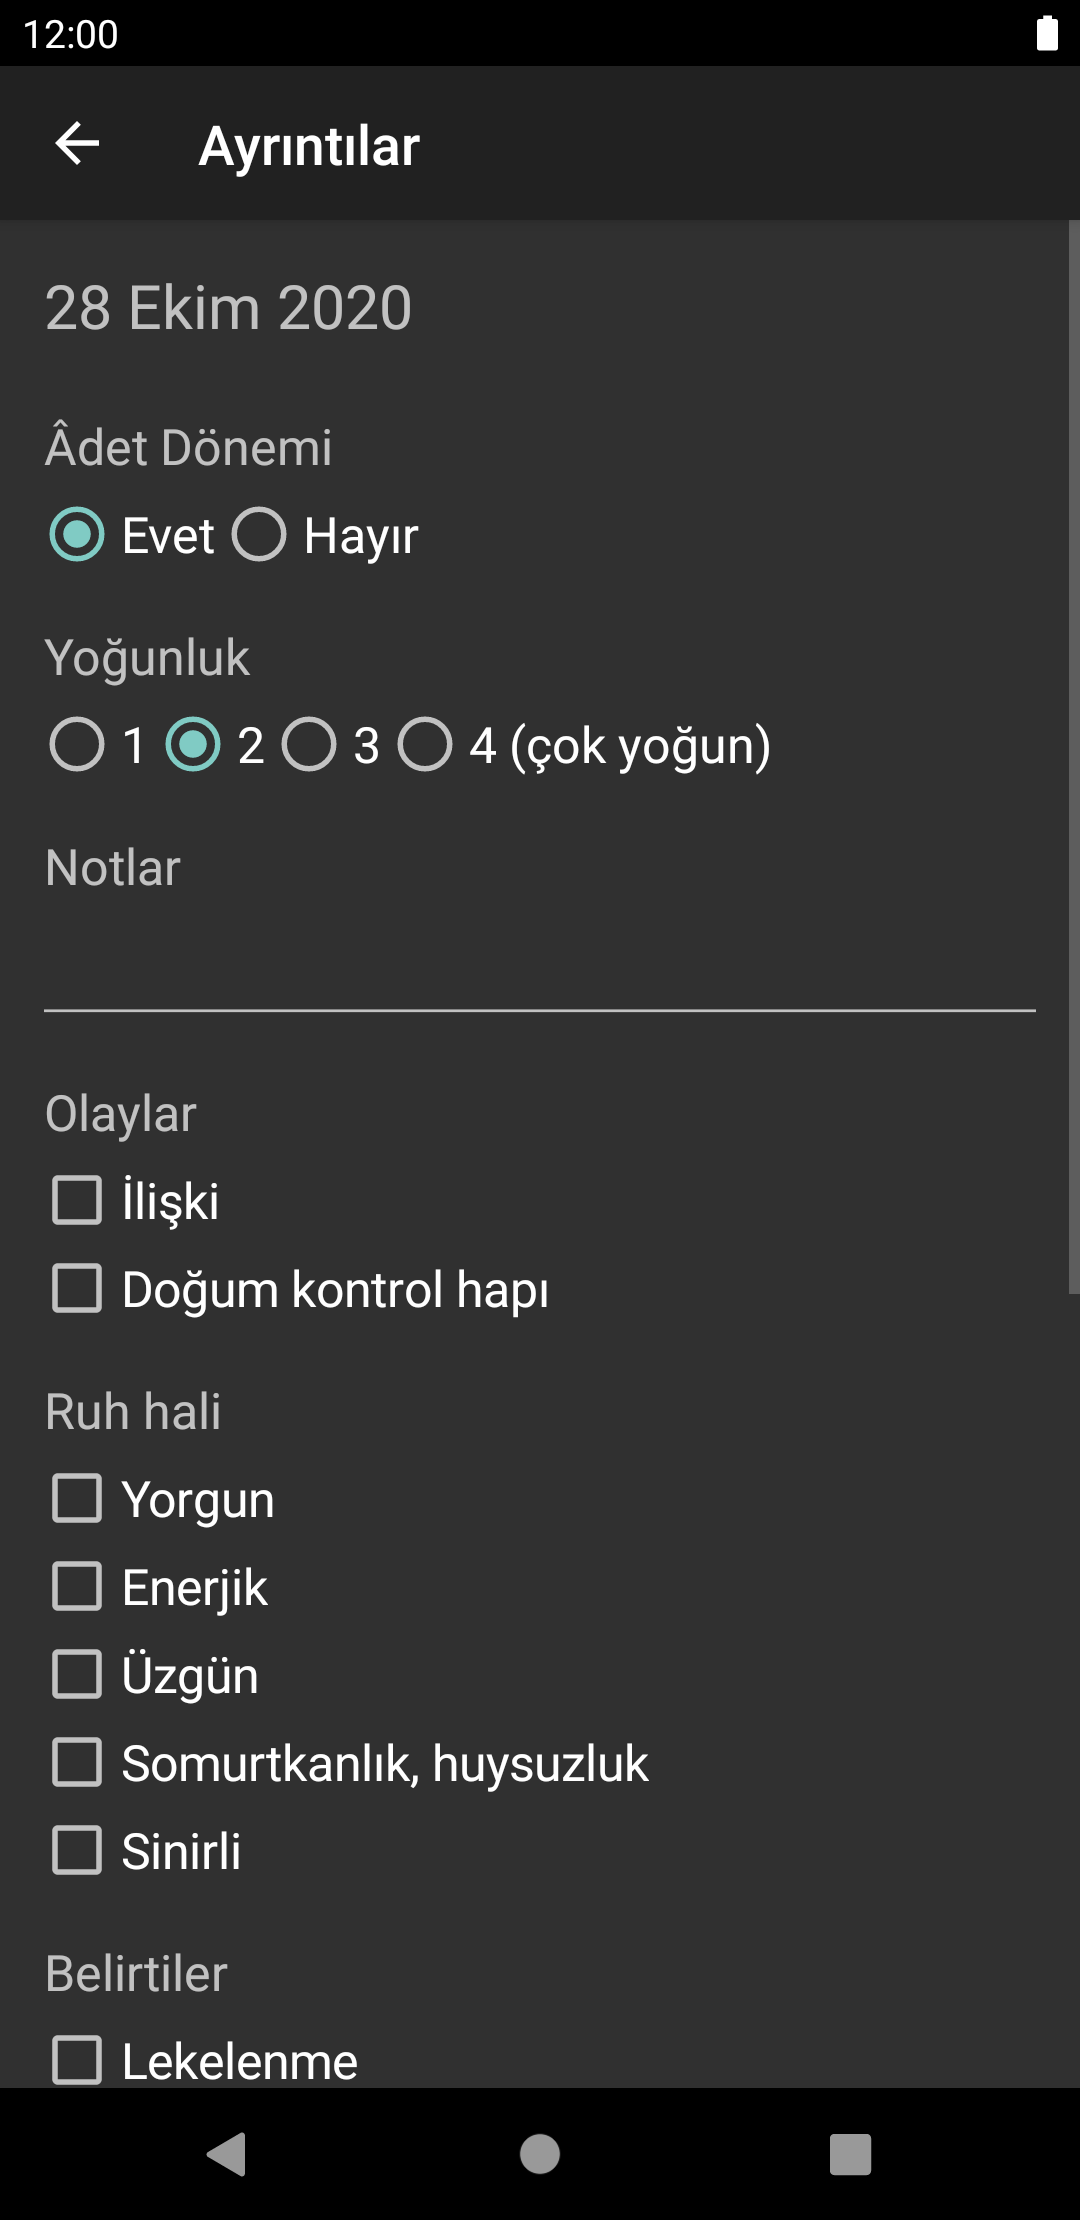 12:00
Ayrıntılar
28 Ekim 2020
Âdet Dönemi
Evet Hayır
Yoğunluk
1 2 3 4 (çok yoğun)
Notlar
Olaylar
İlişki
Doğum kontrol hapı
Ruh hali
Yorgun
Enerjik
Üzgün
Somurtkanlık, huysuzluk
Sinirli
Belirtiler
Lekelenme